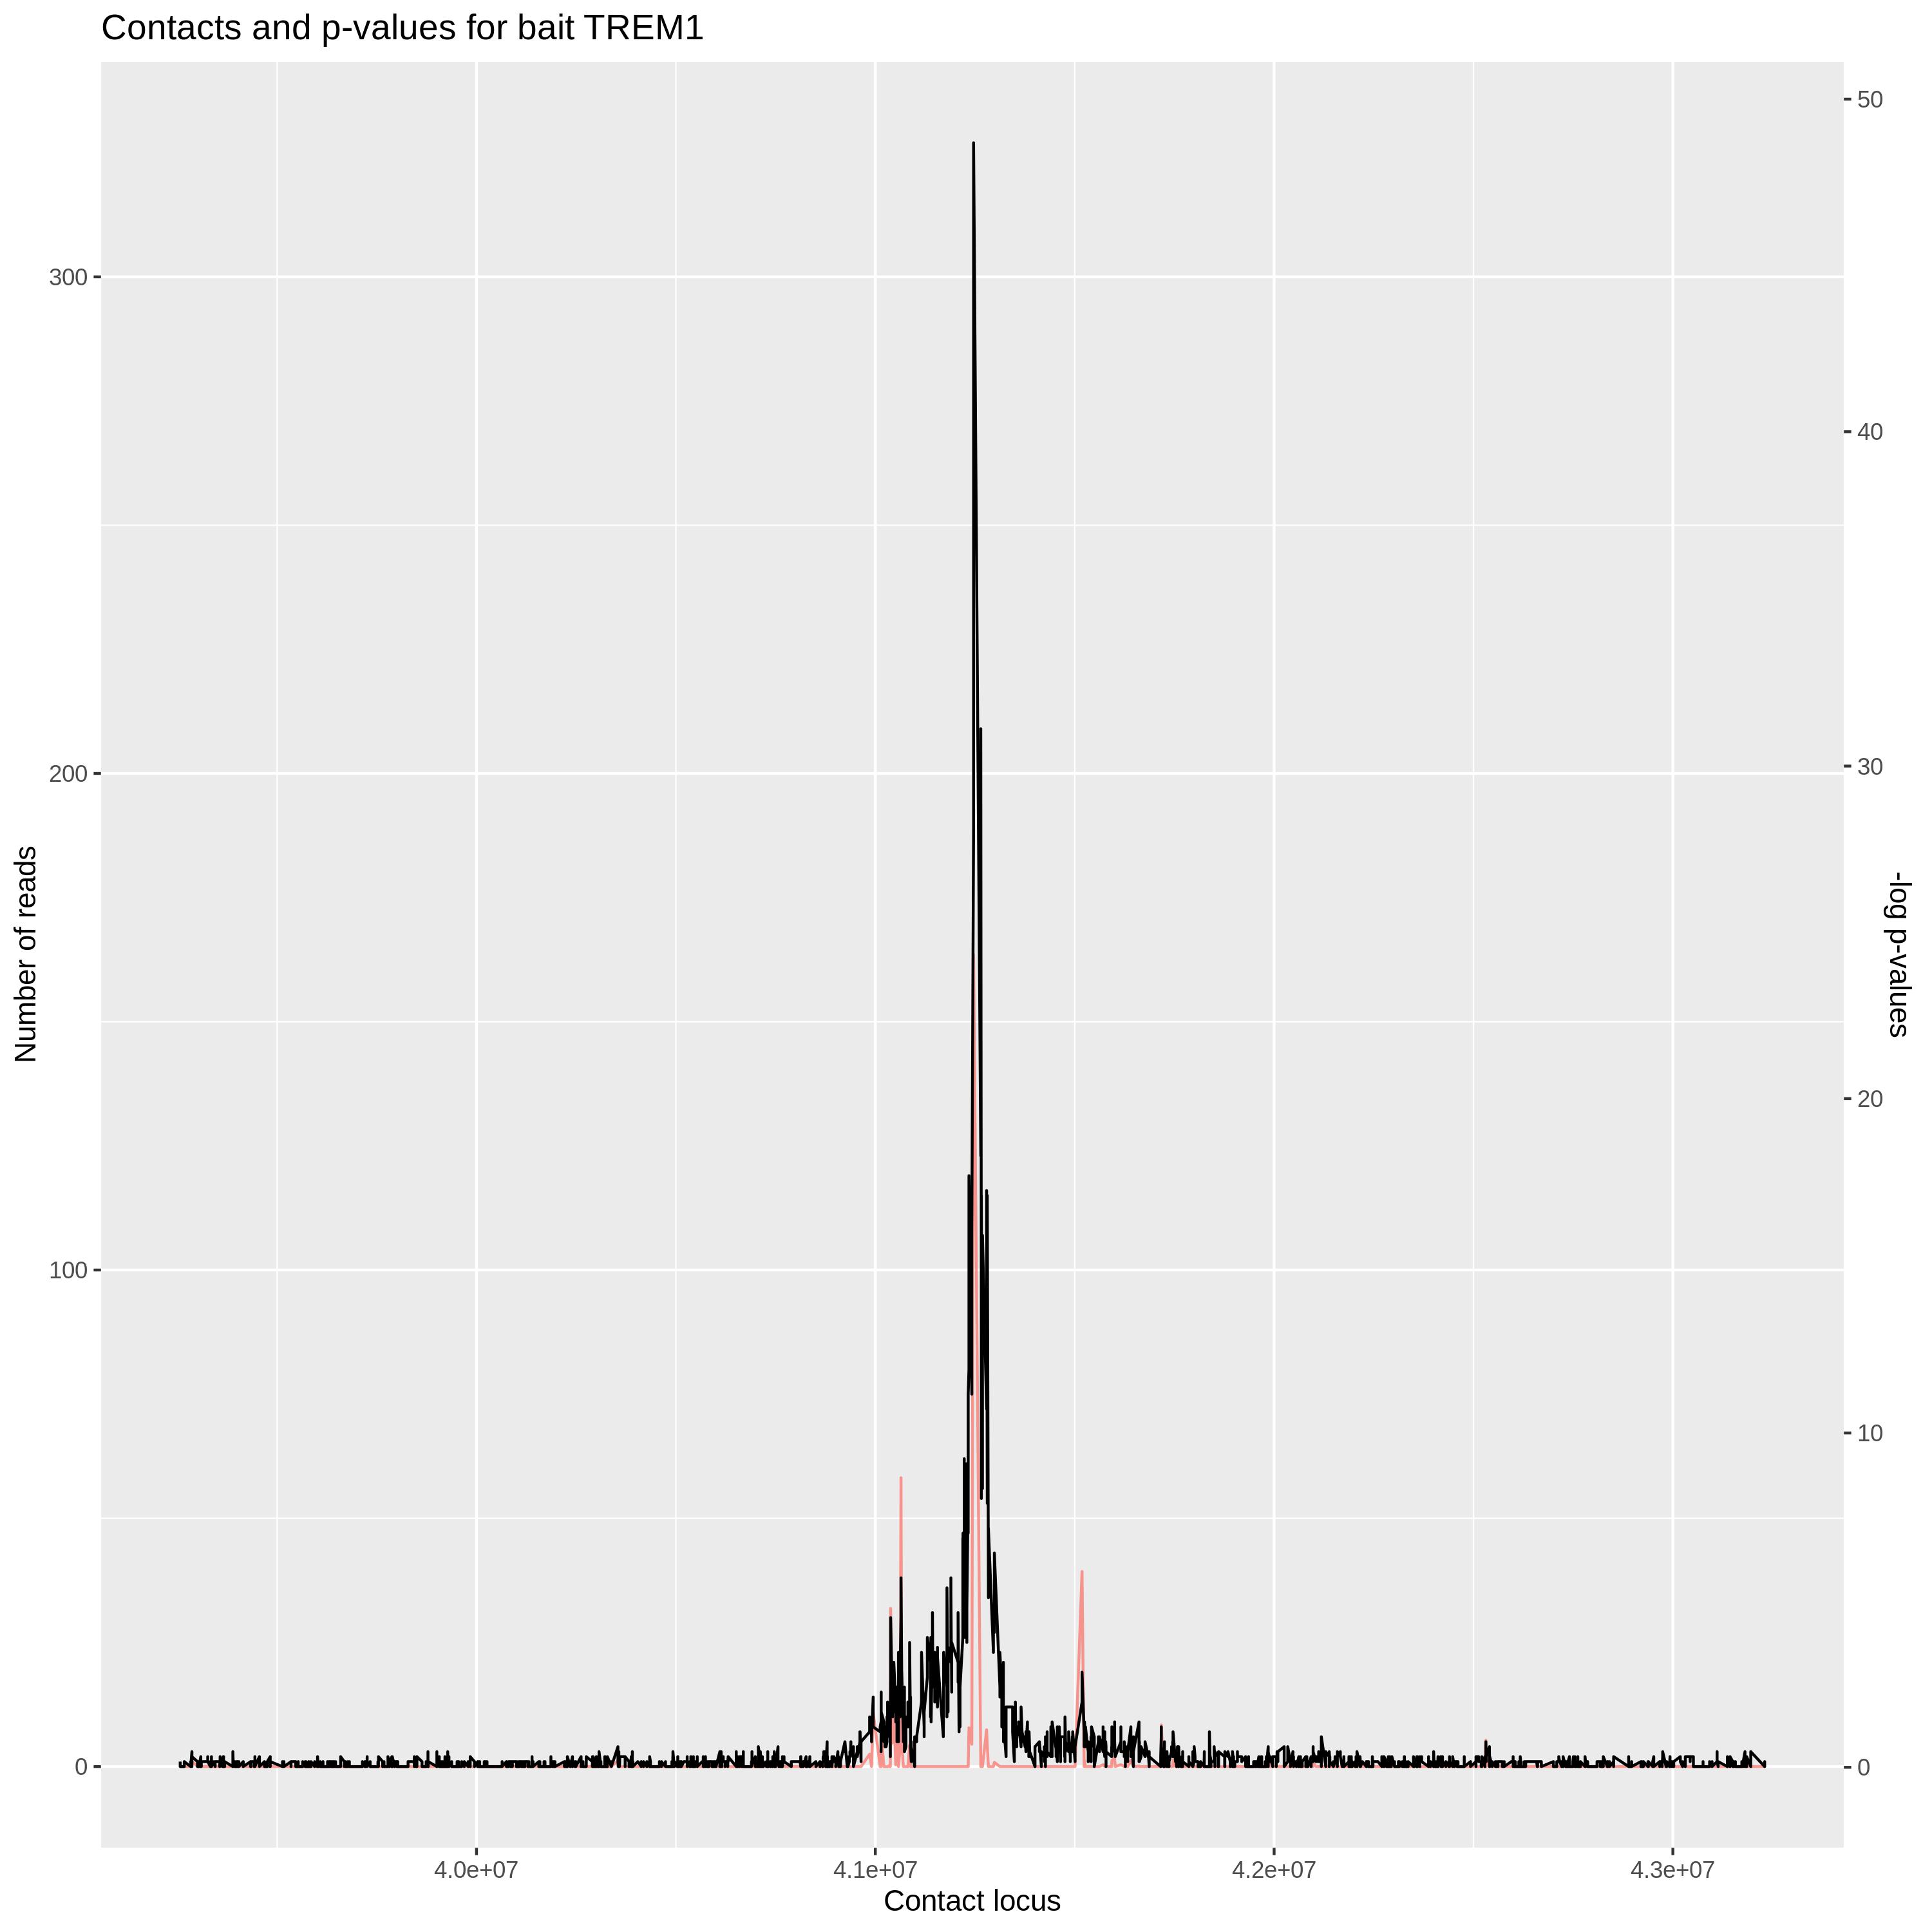 Contacts and p-values for bait TREM1
300
200
100
0
Number of reads
50
40
30
20
10
0
-log p-values
4.0e+07
4.1e+07
4.2e+07
4.3e+07
Contact locus